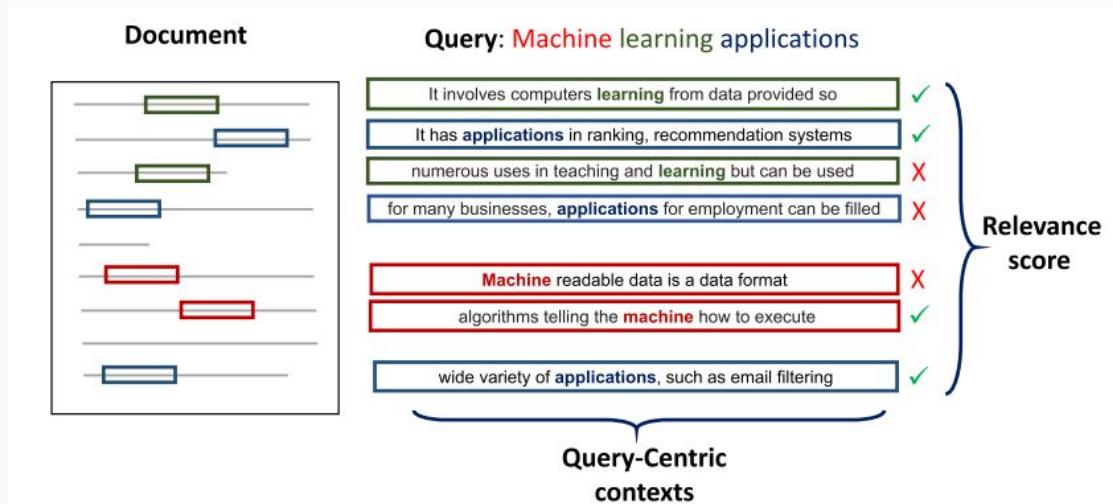 Document
Query: Machine learning applications
It involves computers learning from data provided so ✓
It has applications in ranking, recommendation systems ✓
numerous uses in teaching and learning but can be used X
for many businesses, applications for employment can be filled X
Machine readable data is a data format X
algorithms telling the machine how to execute ✓
wide variety of applications, such as email filtering ✓
Relevance
score
Query-Centric
contexts